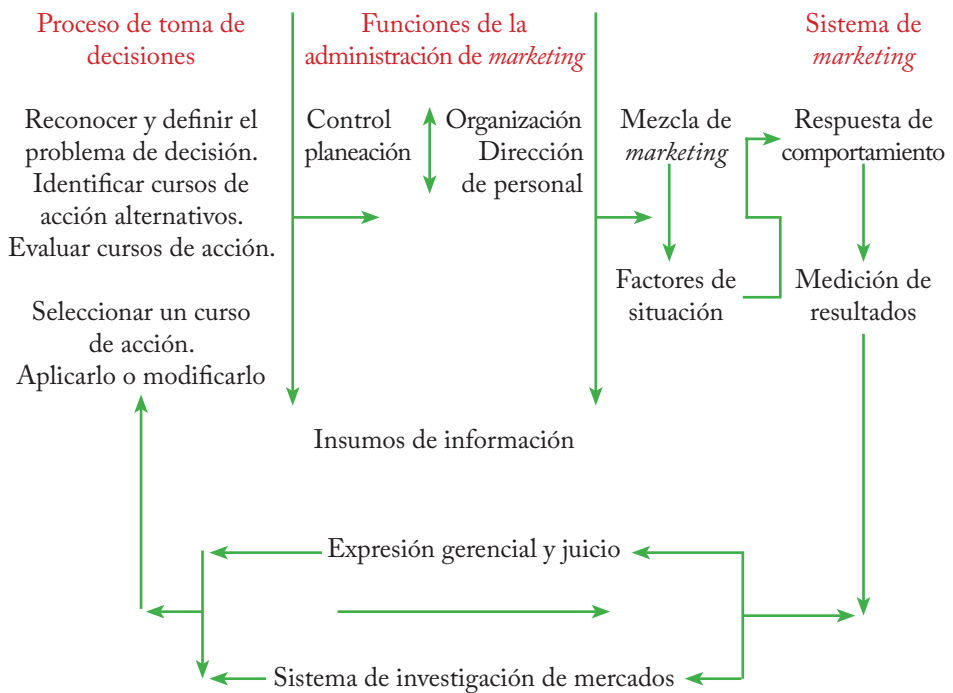 Proceso de toma de
decisiones
Reconocer y definir el
problema de decisión.
Identificar cursos de
acción alternativos.
Evaluar cursos de acción.
Seleccionar un curso
de acción.
Aplicarlo o modificarlo
Funciones de la
administración de marketing
Control
planeación
Organización
Dirección
de personal
Mezcla de
marketing
Factores de
situación
Sistema de
marketing
Respuesta de
comportamiento
Medición de
resultados
Insumos de información
Expresión gerencial y juicio
Sistema de investigación de mercados